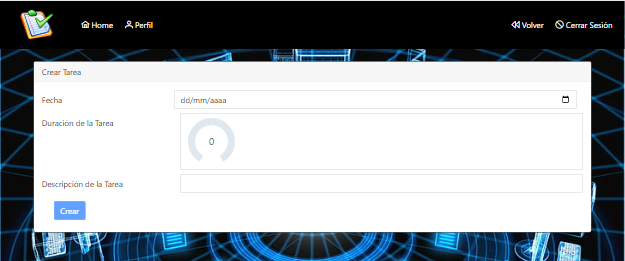 Home Perfil Volver Cerrar Sesión
Crear Tarea
Fecha dd/mm/aaaa
Duración de la Tarea
0
Descripción de la Tarea
Crear